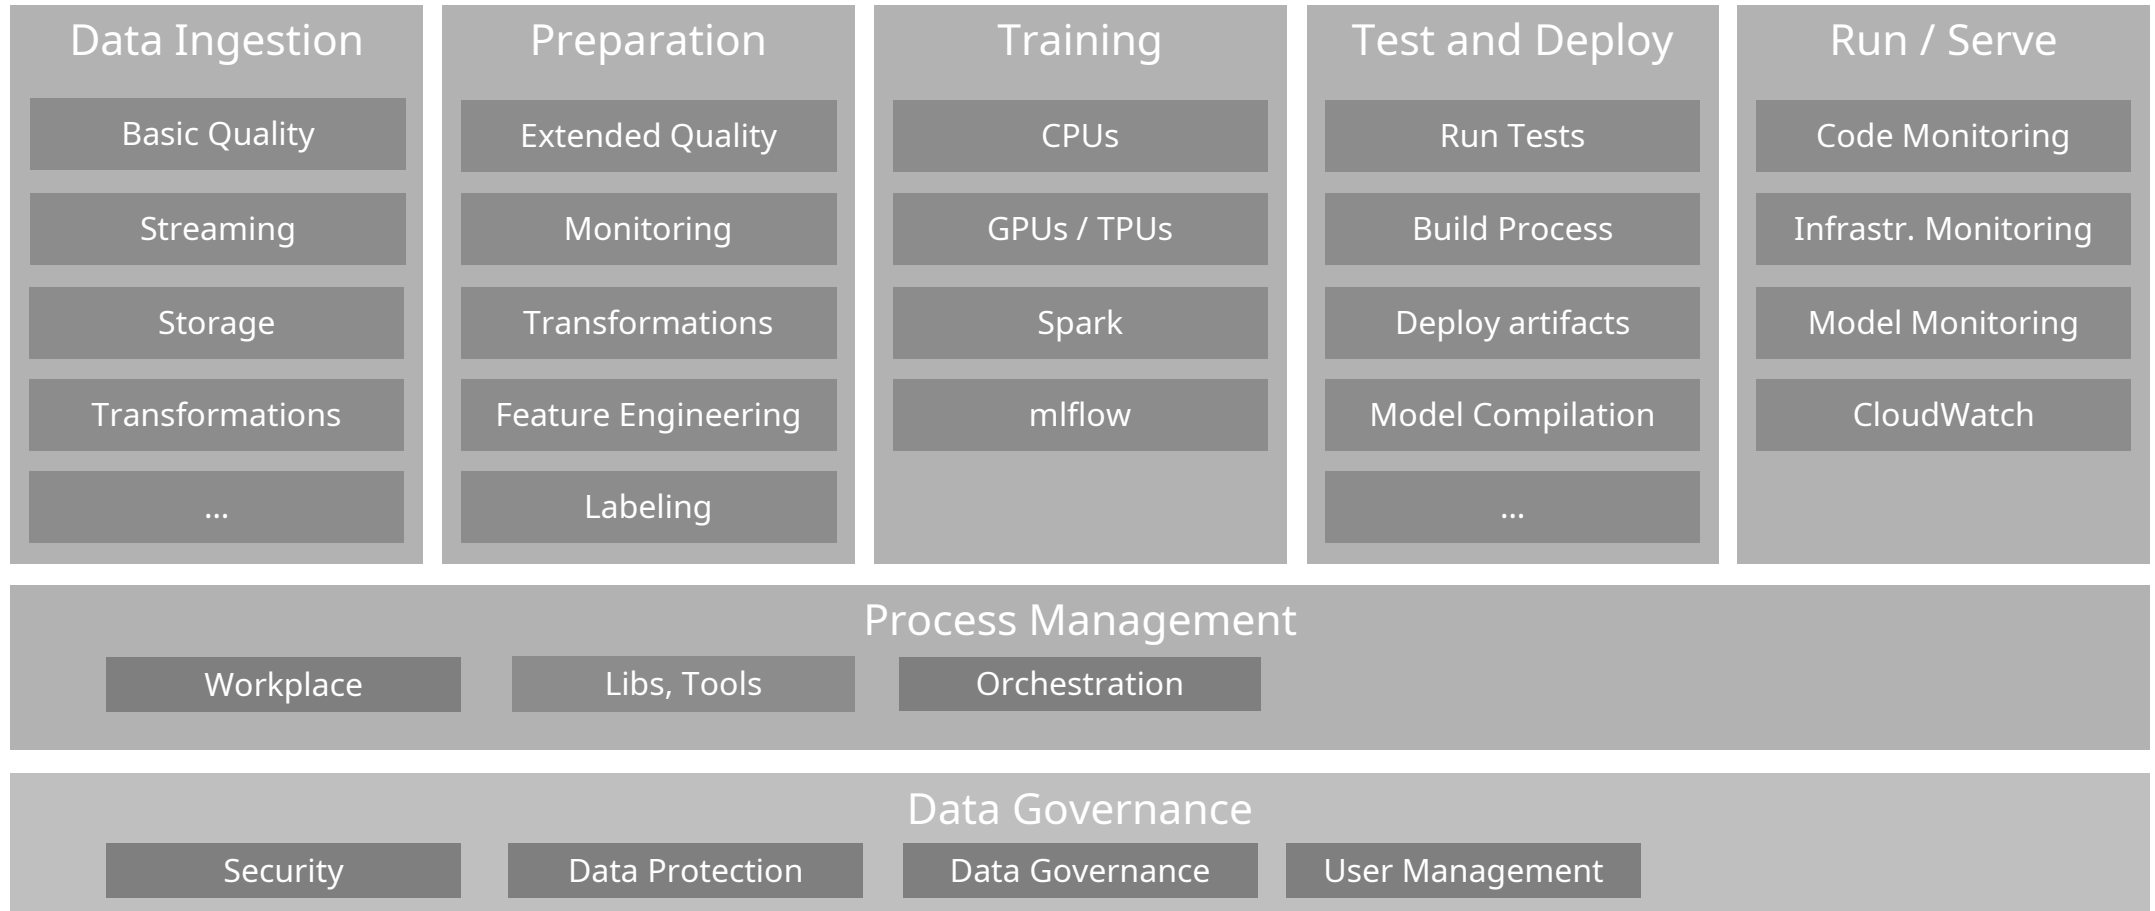 Data Ingestion
Basic Quality
Streaming
Storage
Transformations
...
Preparation
Extended Quality
Monitoring
Transformations
Feature Engineering
Labeling
Training
CPUs
GPUs / TPUs
Spark
mlflow
Test and Deploy
Run Tests
Build Process
Deploy artifacts
Model Compilation
...
Run / Serve
Code Monitoring
Infrastr. Monitoring
Model Monitoring
CloudWatch
Process Management
Workplace
Libs, Tools
Orchestration
Data Governance
Security
Data Protection
Data Governance
User Management